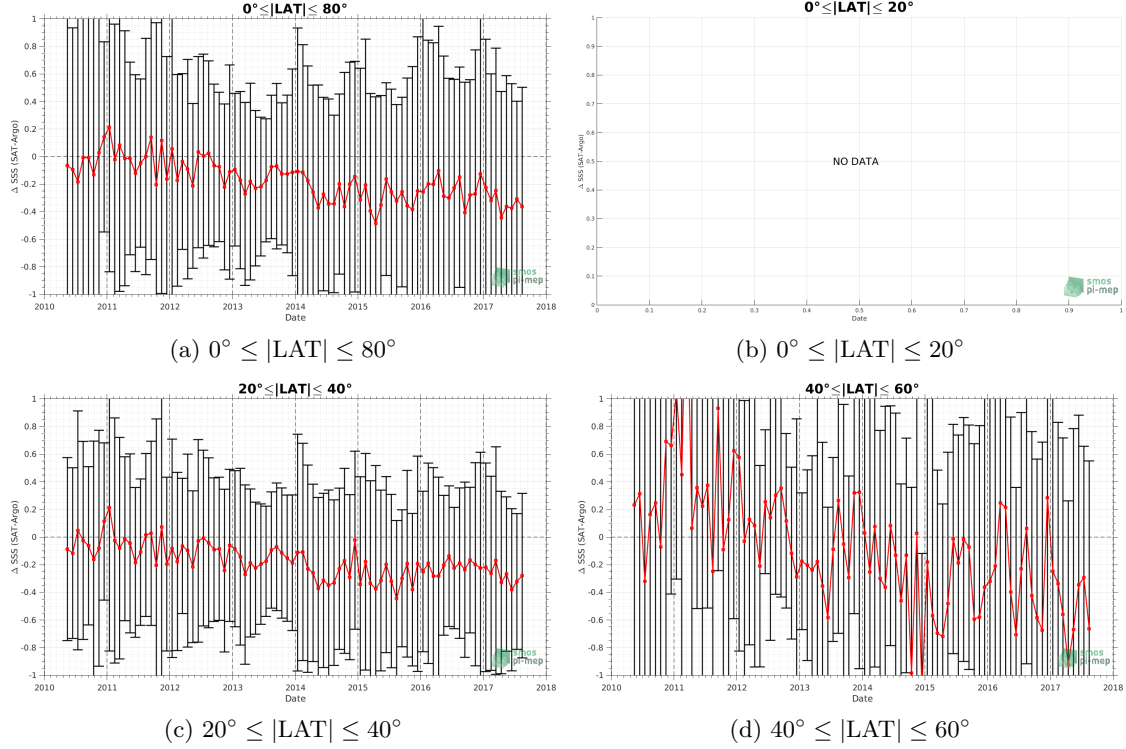 0°≤|LAT|≤ 80°
1
0.8
0.6
0.4
0.2
0
-0.2
-0.4
-0.6
-0.8
-1
Δ SSS (SAT-Argo)
2010 2011 2012 2013 2014 2015 2016 2017 2018
Date
smos
pi-mep
(a) 0° ≤ |LAT| ≤ 80°
0°≤|LAT|≤ 20°
1
0.9
0.8
0.7
0.6
0.5
0.4
0.3
0.2
0.1
0
Δ SSS (SAT-Argo)
NO DATA
0 0.1 0.2 0.3 0.4 0.5 0.6 0.7 0.8 0.9 1
Date
smos
pi-mep
(b) 0° ≤ |LAT| ≤ 20°
20°≤|LAT|≤ 40°
1
0.8
0.6
0.4
0.2
0
-0.2
-0.4
-0.6
-0.8
-1
Δ SSS (SAT-Argo)
2010 2011 2012 2013 2014 2015 2016 2017 2018
Date
smos
pi-mep
(c) 20° ≤ |LAT| ≤ 40°
40°≤|LAT|≤ 60°
1
0.8
0.6
0.4
0.2
0
-0.2
-0.4
-0.6
-0.8
-1
Δ SSS (SAT-Argo)
2010 2011 2012 2013 2014 2015 2016 2017 2018
Date
smos
pi-mep
(d) 40° ≤ |LAT| ≤ 60°